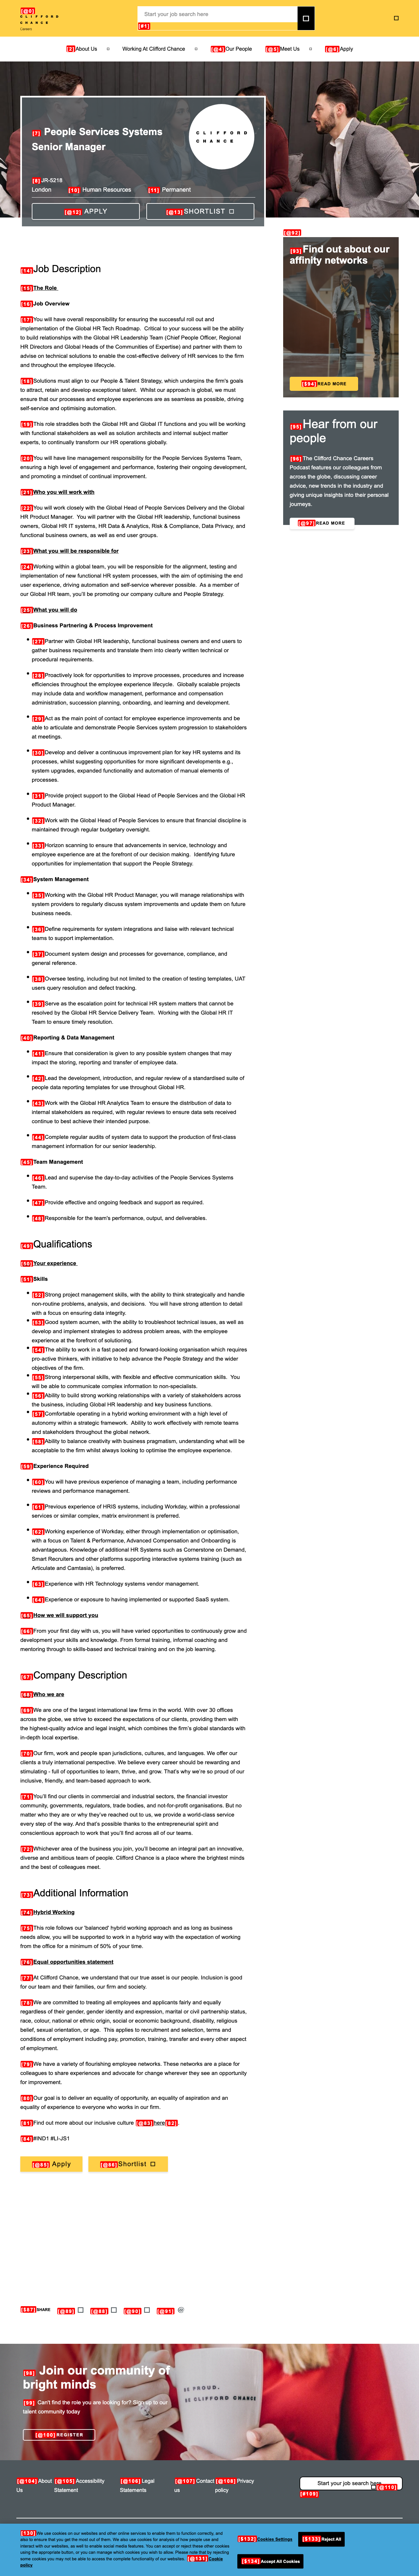 [@0]
CLIFFORD
CHANCE
Careers
Start your job search here
[#1]
[2]About Us
Working At Clifford Chance
[@4]Our People
[@5]Meet Us
[@6]Apply
[7] People Services Systems
Senior Manager
CLIFFORD
CHANCE
[9]JR-5218
London [10] Human Resources [11] Permanent
[@12] APPLY
[@13]SHORTLIST
[@92]
[93]Find out about our
affinity networks
[$94]READ MORE
[95]Hear from our
people
[96]The Clifford Chance Careers
Podcast features our colleagues from
across the globe, discussing career
advice, new trends in the industry and
giving unique insights into their personal
journeys.
[@97]READ MORE
[14]Job Description
[15]The Role
[16]Job Overview
[17]You will have overall responsibility for ensuring the successful roll out and
implementation of the Global HR Tech Roadmap. Critical to your success will be the ability
to build relationships with the Global HR Leadership Team (Chief People Officer, Regional
HR Directors and Global Heads of the Communities of Expertise) and partner with them to
advise on technical solutions to enable the cost-effective delivery of HR services to the firm
and throughout the employee lifecycle.
[18]Solutions must align to our People & Talent Strategy, which underpins the firm's goals
to attract, retain and develop exceptional talent. Whilst our approach is global, we must
ensure that our processes and employee experiences are as seamless as possible, driving
self-service and optimising automation.
[19]This role straddles both the Global HR and Global IT functions and you will be working
with functional stakeholders as well as solution architects and internal subject matter
experts, to continually transform our HR operations globally.
[20]You will have line management responsibility for the People Services Systems Team,
ensuring a high level of engagement and performance, fostering their ongoing development,
and promoting a mindset of continual improvement.
[21]Who you will work with
[22]You will work closely with the Global Head of People Services Delivery and the Global
HR Product Manager. You will partner with the Global HR leadership, functional business
owners, Global HR IT systems, HR Data & Analytics, Risk & Compliance, Data Privacy, and
functional business owners, as well as end user groups.
[23]What you will be responsible for
[24]Working within a global team, you will be responsible for the alignment, testing and
implementation of new functional HR system processes, with the aim of optimising the end
user experience, driving automation and self-service wherever possible. As a member of
our Global HR team, you'll be promoting our company culture and People Strategy.
[25]What you will do
[26]Business Partnering & Process Improvement
[27]Partner with Global HR leadership, functional business owners and end users to
gather business requirements and translate them into clearly written technical or
procedural requirements.
[28]Proactively look for opportunities to improve processes, procedures and increase
efficiencies throughout the employee experience lifecycle. Globally scalable projects
may include data and workflow management, performance and compensation
administration, succession planning, onboarding, and learning and development.
[29]Act as the main point of contact for employee experience improvements and be
able to articulate and demonstrate People Services system progression to stakeholders
at meetings.
[30]Develop and deliver a continuous improvement plan for key HR systems and its
processes, whilst suggesting opportunities for more significant developments e.g.,
system upgrades, expanded functionality and automation of manual elements of
processes.
[31]Provide project support to the Global Head of People Services and the Global HR
Product Manager.
[32]Work with the Global Head of People Services to ensure that financial discipline is
maintained through regular budgetary oversight.
[33]Horizon scanning to ensure that advancements in service, technology and
employee experience are at the forefront of our decision making. Identifying future
opportunities for implementation that support the People Strategy.
[34]System Management
[35]Working with the Global HR Product Manager, you will manage relationships with
system providers to regularly discuss system improvements and update them on future
business needs.
[36]Define requirements for system integrations and liaise with relevant technical
teams to support implementation.
[37]Document system design and processes for governance, compliance, and
general reference.
[38]Oversee testing, including but not limited to the creation of testing templates, UAT
users query resolution and defect tracking.
[39]Serve as the escalation point for technical HR system matters that cannot be
resolved by the Global HR Service Delivery Team. Working with the Global HR IT
Team to ensure timely resolution.
[40]Reporting & Data Management
[41]Ensure that consideration is given to any possible system changes that may
impact the storing, reporting and transfer of employee data.
[42]Lead the development, introduction, and regular review of a standardised suite of
people data reporting templates for use throughout Global HR.
[43]Work with the Global HR Analytics Team to ensure the distribution of data to
internal stakeholders as required, with regular reviews to ensure data sets received
continue to best achieve their intended purpose.
[44]Complete regular audits of system data to support the production of first-class
management information for our senior leadership.
[45]Team Management
[46]Lead and supervise the day-to-day activities of the People Services Systems
Team.
[47]Provide effective and ongoing feedback and support as required.
[48]Responsible for the team's performance, output, and deliverables.
[49]Qualifications
[50]Your experience
[51]Skills
[52]Strong project management skills, with the ability to think strategically and handle
non-routine problems, analysis, and decisions. You will have strong attention to detail
with a focus on ensuring data integrity.
[53]Good system acumen, with the ability to troubleshoot technical issues, as well as
develop and implement strategies to address problem areas, with the employee
experience at the forefront of solutioning.
[54]The ability to work in a fast paced and forward-looking organisation which requires
pro-active thinkers, with initiative to help advance the People Strategy and the wider
objectives of the firm.
[55]Strong interpersonal skills, with flexible and effective communication skills. You
will be able to communicate complex information to non-specialists.
[56]Ability to build strong working relationships with a variety of stakeholders across
the business, including Global HR leadership and key business functions.
[57]Comfortable operating in a hybrid working environment with a high level of
autonomy within a strategic framework. Ability to work effectively with remote teams
and stakeholders throughout the global network.
[58]Ability to balance creativity with business pragmatism, understanding what will be
acceptable to the firm whilst always looking to optimise the employee experience.
[59]Experience Required
[60]You will have previous experience of managing a team, including performance
reviews and performance management.
[61]Previous experience of HRIS systems, including Workday, within a professional
services or similar complex, matrix environment is preferred.
[62]Working experience of Workday, either through implementation or optimisation,
with a focus on Talent & Performance, Advanced Compensation and Onboarding is
advantageous. Knowledge of additional HR Systems such as Cornerstone on Demand,
Smart Recruiters and other platforms supporting interactive systems training (such as
Articulate and Camtasia), is preferred.
[63]Experience with HR Technology systems vendor management.
[64]Experience or exposure to having implemented or supported SaaS system.
[65]How we will support you
[66]From your first day with us, you will have varied opportunities to continually grow and
development your skills and knowledge. From formal training, informal coaching and
mentoring through to skills-based and technical training and on the job learning.
[67]Company Description
[68]Who we are
[69]We are one of the largest international law firms in the world. With over 30 offices
across the globe, we strive to exceed the expectations of our clients, providing them with
the highest-quality advice and legal insight, which combines the firm's global standards with
in-depth local expertise.
[70]Our firm, work and people span jurisdictions, cultures, and languages. We offer our
clients a truly international perspective. We believe every career should be rewarding and
stimulating - full of opportunities to learn, thrive, and grow. That's why we're so proud of our
inclusive, friendly, and team-based approach to work.
[71]You'll find our clients in commercial and industrial sectors, the financial investor
community, governments, regulators, trade bodies, and not-for-profit organisations. But no
matter who they are or why they've reached out to us, we provide a world-class service
every step of the way. And that's possible thanks to the entrepreneurial spirit and
conscientious approach to work that you'll find across all of our teams.
[72]Whichever area of the business you join, you'll become an integral part an innovative,
diverse and ambitious team of people. Clifford Chance is a place where the brightest minds
and the best of colleagues meet.
[73]Additional Information
[74]Hybrid Working
[75]This role follows our 'balanced' hybrid working approach and as long as business
needs allow, you will be supported to work in a hybrid way with the expectation of working
from the office for a minimum of 50% of your time.
[76]Equal opportunities statement
[77]At Clifford Chance, we understand that our true asset is our people. Inclusion is good
for our team and their families, our firm and society.
[78]We are committed to treating all employees and applicants fairly and equally
regardless of their gender, gender identity and expression, marital or civil partnership status,
race, colour, national or ethnic origin, social or economic background, disability, religious
belief, sexual orientation, or age. This applies to recruitment and selection, terms and
conditions of employment including pay, promotion, training, transfer and every other aspect
of employment.
[79]We have a variety of flourishing employee networks. These networks are a place for
colleagues to share experiences and advocate for change wherever they see an opportunity
for improvement.
[80]Our goal is to deliver an equality of opportunity, an equality of aspiration and an
equality of experience to everyone who works in our firm.
[81]Find out more about our inclusive culture [@83]here[82].
[84]#IND1 #LI-JS1
[@85] Apply
[@86]Shortlist
[$87]SHARE
[@89]
[@88]
[@90]
[@91]
[98] Join our community of
bright minds
[99] Can't find the role you are looking for? Sign up to our
talent community today
[@100]REGISTER
BE PROUD.
BE CLIFFORD CHANCE
[@104] About
Us
[@105] Accessibility
Statement
[@106] Legal
Statements
[@107] Contact
us
[@108] Privacy
policy
Start your job search here
[#109]
[@110]
[130]We use cookies on our websites and other online services to enable them to function correctly, and
also to ensure that you get the most out of them. We also use cookies for analysis of how people use and
interact with our websites, as well as to enable social media features. You can accept or reject these other cookies
by clicking the appropriate button, or you can manage which cookies you wish to allow. Please note that by rejecting
some cookies you may not be able to access the complete functionality of our websites. [@131]Cookie
policy
[$132]Cookies Settings
[$133]Reject All
[$134]Accept All Cookies